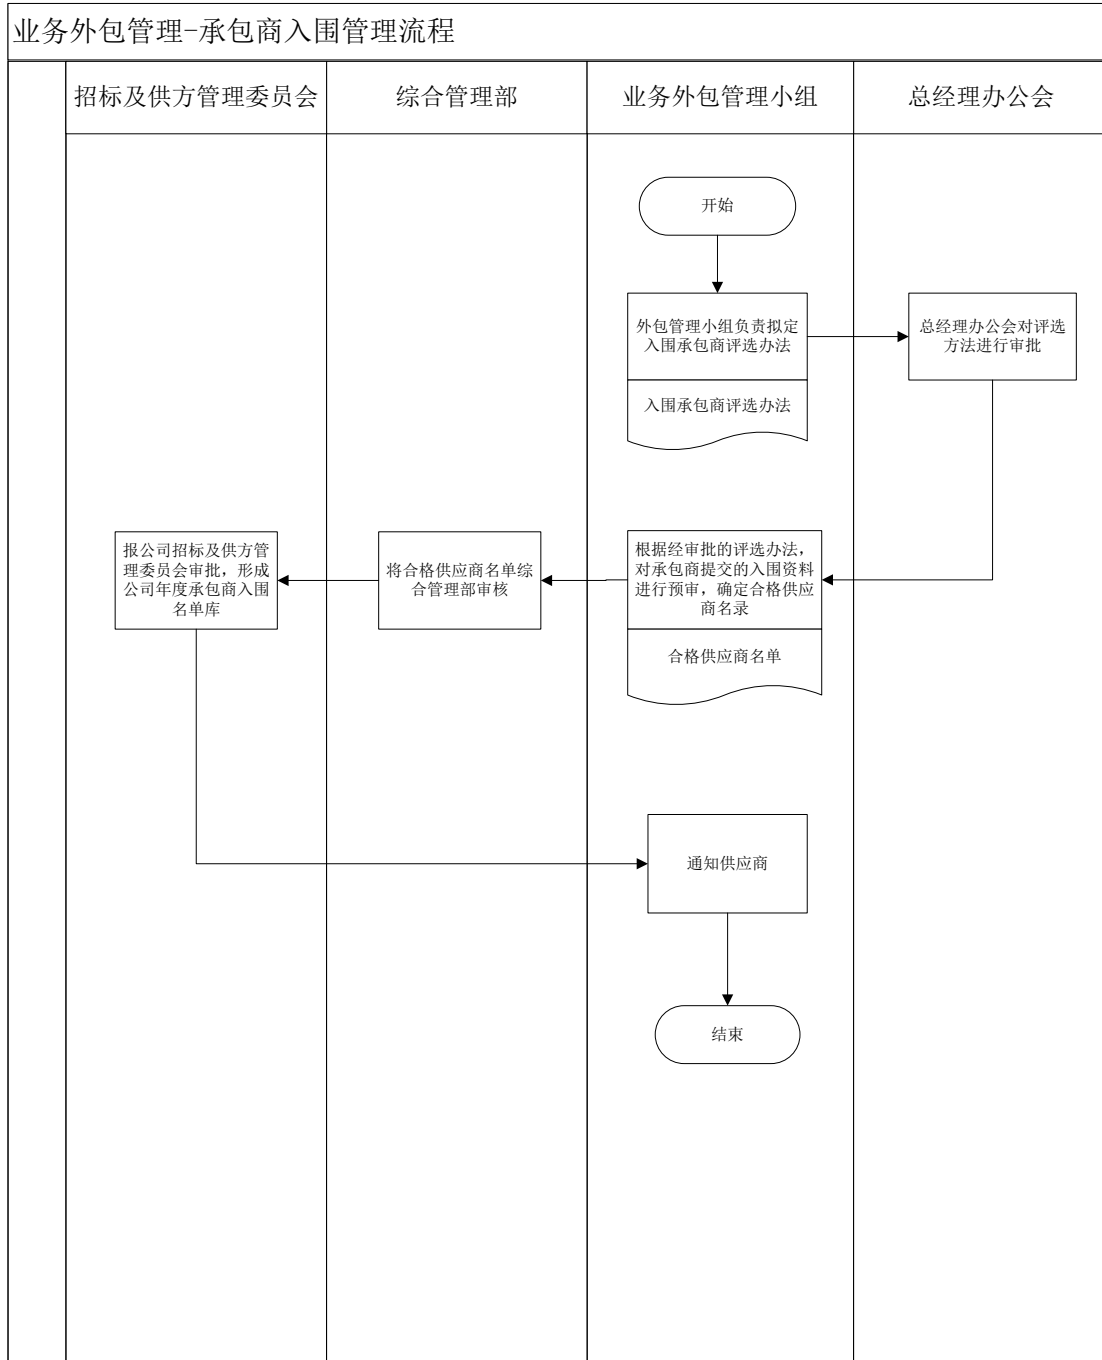 业务外包管理-承包商入围管理流程
招标及供方管理委员会
综合管理部
业务外包管理小组
总经理办公会
开始
外包管理小组负责拟定
入围承包商评选办法
入围承包商评选办法
总经理办公会对评选
方法进行审批
根据经审批的评选办法，
对承包商提交的入围资料
进行预审，确定合格供应
商名录
合格供应商名单
将合格供应商名单综
合管理部审核
报公司招标及供方管
理委员会审批，形成
公司年度承包商入围
名单库
通知供应商
结束